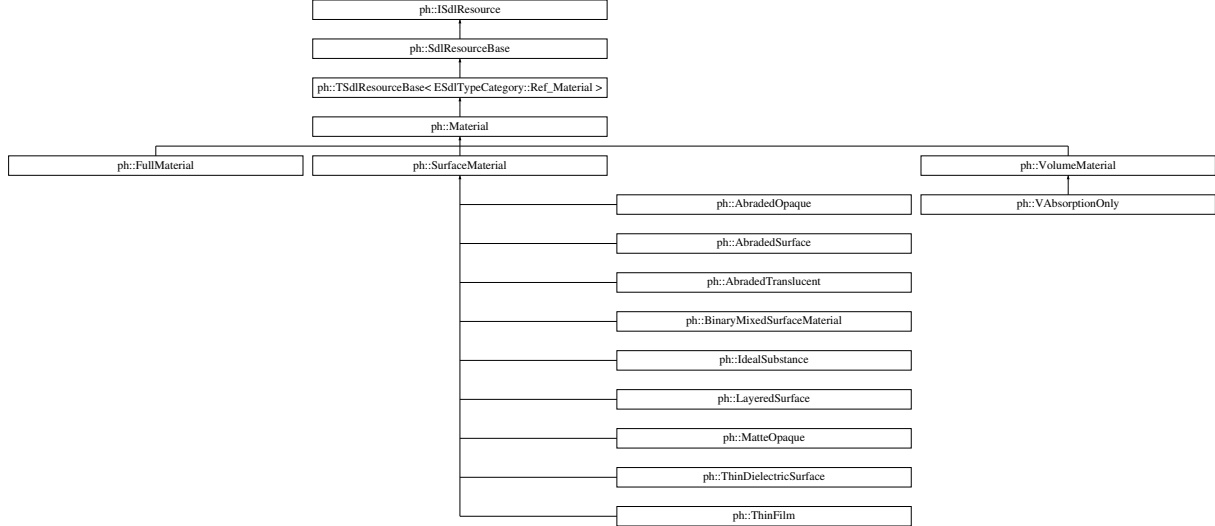 ph::ISdlResource
ph::SdlResourceBase
ph::TSdlResourceBase< ESdlTypeCategory::Ref_Material >
ph::Material
ph::FullMaterial
ph::SurfaceMaterial
ph::VolumeMaterial
ph::AbradedOpaque
ph::VAbsorptionOnly
ph::AbradedSurface
ph::AbradedTranslucent
ph::BinaryMixedSurfaceMaterial
ph::IdealSubstance
ph::LayeredSurface
ph::MatteOpaque
ph::ThinDielectricSurface
ph::ThinFilm